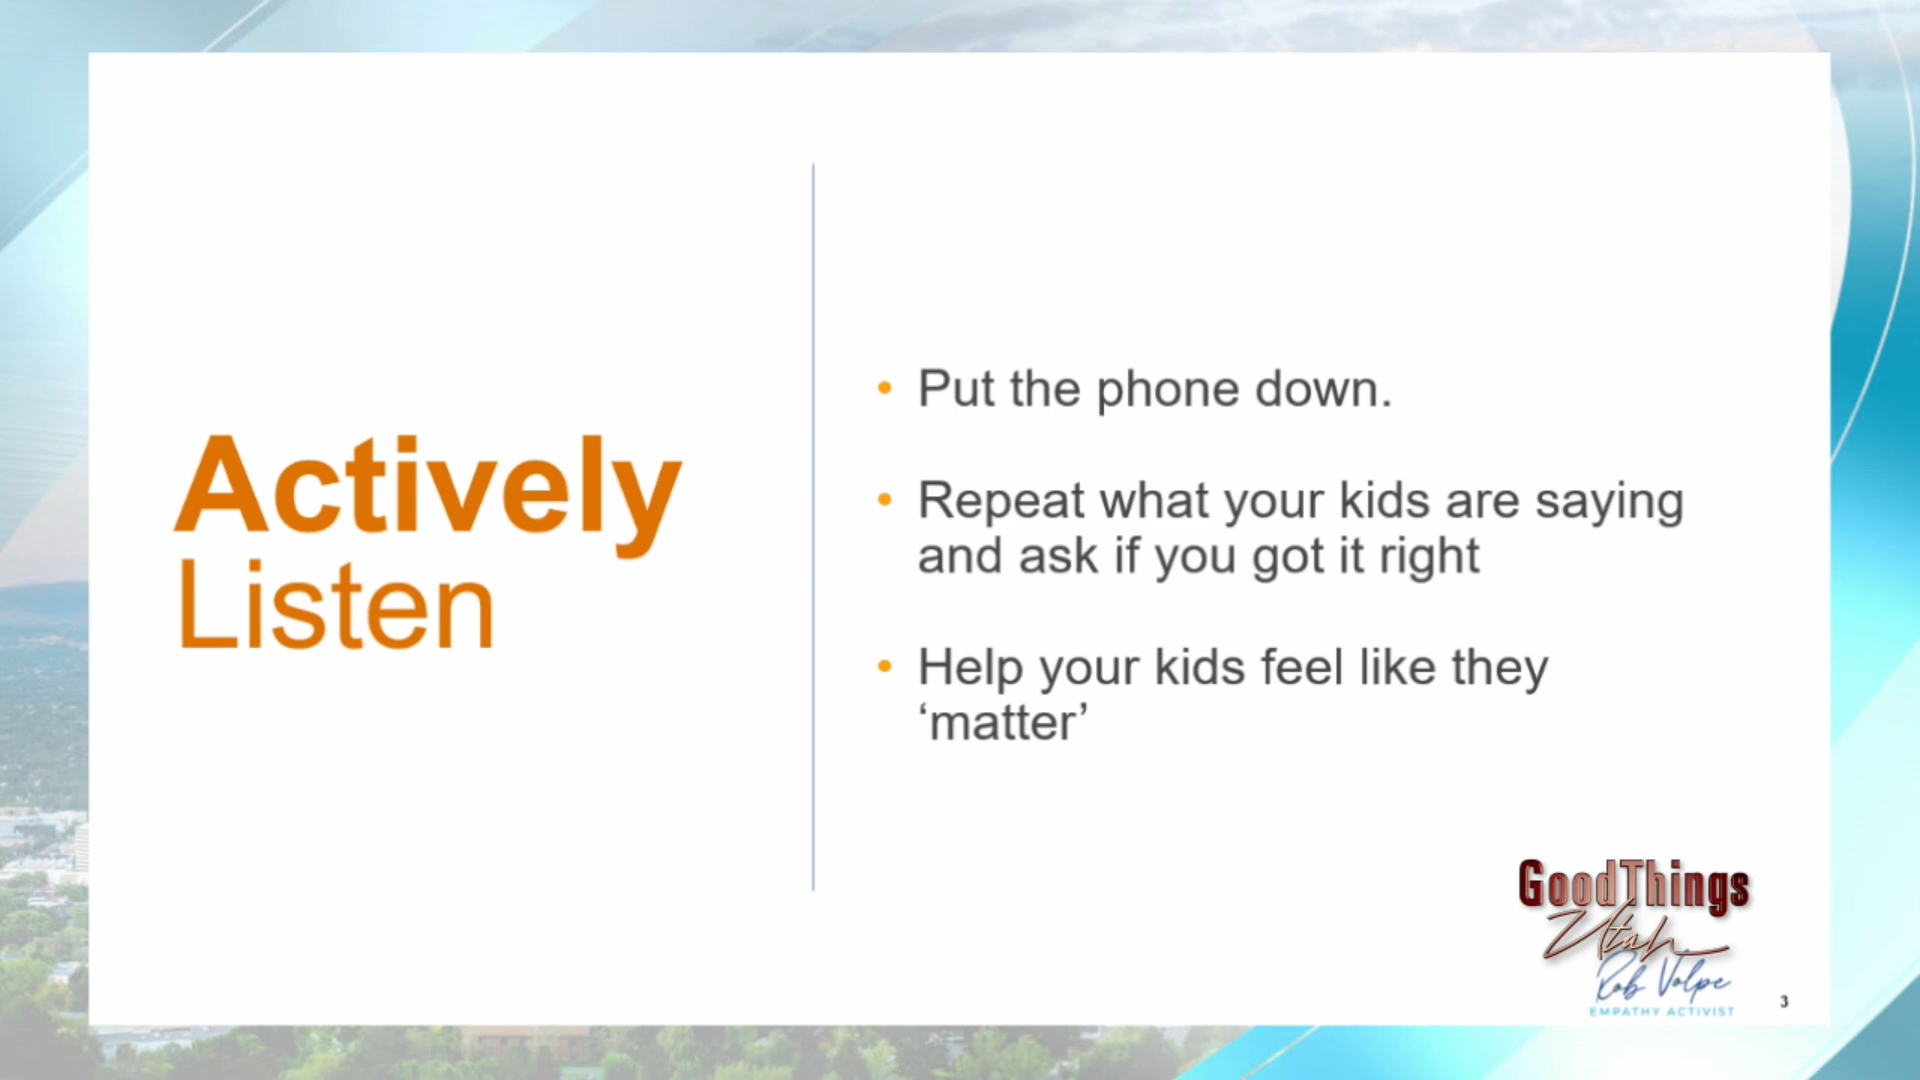 Actively
Listen
• Put the phone down.
• Repeat what your kids are saying
and ask if you got it right
• Help your kids feel like they
‘matter’
GoodThings
Utah
Rob Volpe
EMPATHY ACTIVIST
3